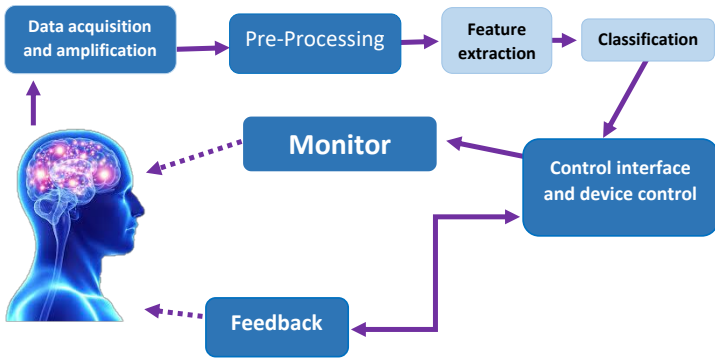 Data acquisition
and amplification
Pre-Processing
Feature
extraction
Classification
Monitor
Control interface
and device control
Feedback